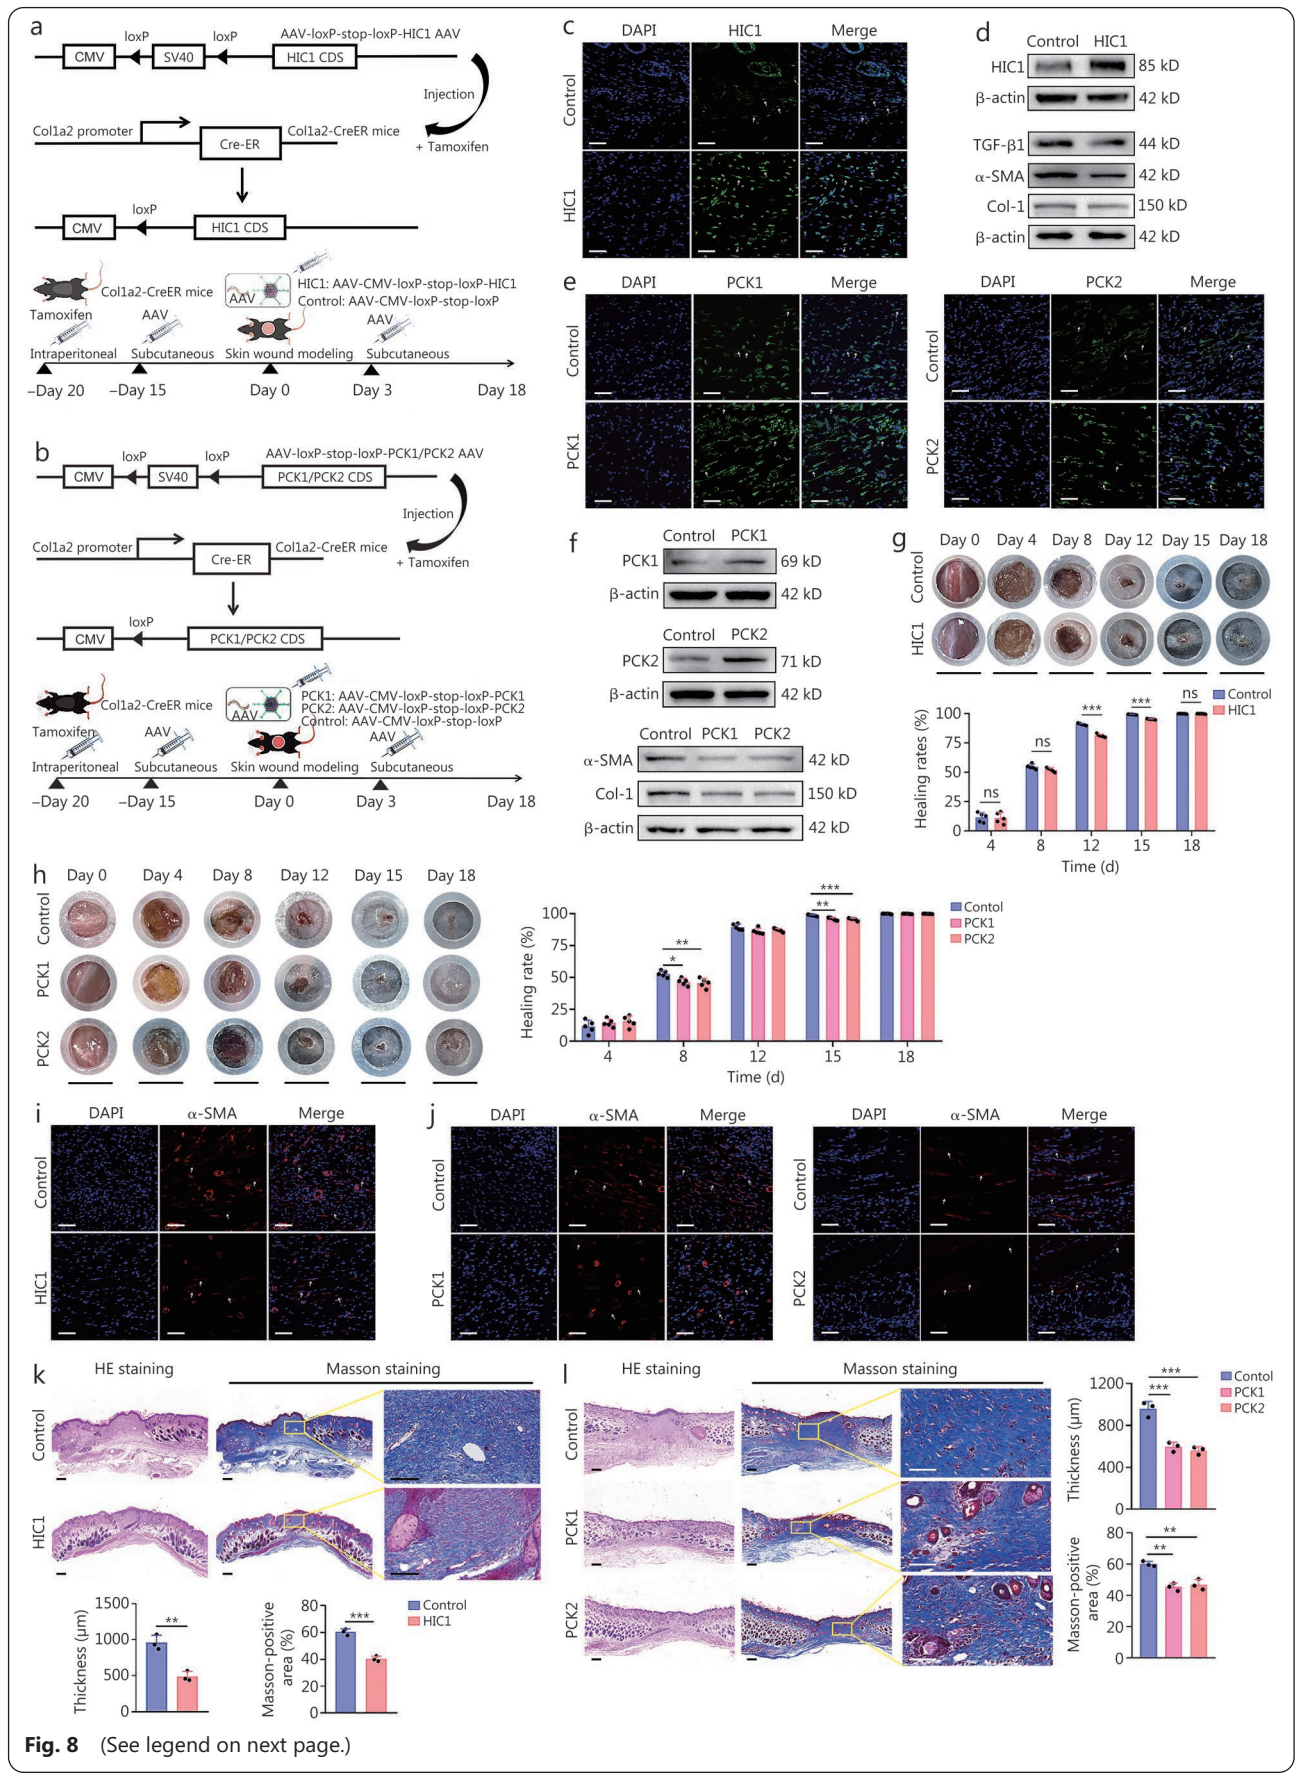 a
AAV-loxP-stop-loxP-HIC1 AAV
loxP
loxP
CMV
SV40
HIC1 CDS
Injection
Col1a2 promoter
Cre-ER
Col1a2-CreER mice
+ Tamoxifen
loxP
CMV
HIC1 CDS
Col1a2-CreER mice
AAV
HIC1: AAV-CMV-loxP-stop-loxP-HIC1
Control: AAV-CMV-loxP-stop-loxP
Tamoxifen
AAV
AAV
Intraperitoneal
Subcutaneous
Skin wound modeling
Subcutaneous
–Day 20
–Day 15
Day 0
Day 3
Day 18
b
AAV-loxP-stop-loxP-PCK1/PCK2 AAV
loxP
loxP
CMV
SV40
PCK1/PCK2 CDS
Injection
Col1a2 promoter
Cre-ER
Col1a2-CreER mice
+ Tamoxifen
loxP
CMV
PCK1/PCK2 CDS
Col1a2-CreER mice
AAV
PCK1: AAV-CMV-loxP-stop-loxP-PCK1
PCK2: AAV-CMV-loxP-stop-loxP-PCK2
Control: AAV-CMV-loxP-stop-loxP
Tamoxifen
AAV
AAV
Intraperitoneal
Subcutaneous
Skin wound modeling
Subcutaneous
–Day 20
–Day 15
Day 0
Day 3
Day 18
c
DAPI
HIC1
Merge
Control
HIC1
d
Control HIC1
HIC1 85 kD
β-actin 42 kD
TGF-β1 44 kD
α-SMA 42 kD
Col-1 150 kD
β-actin 42 kD
e
DAPI
PCK1
Merge
Control
PCK1
DAPI
PCK2
Merge
Control
PCK2
f
Control PCK1
PCK1 69 kD
β-actin 42 kD
Control PCK2
PCK2 71 kD
β-actin 42 kD
Control PCK1 PCK2
α-SMA 42 kD
Col-1 150 kD
β-actin 42 kD
g
Day 0 Day 4 Day 8 Day 12 Day 15 Day 18
Control
HIC1
Healing rates (%)
100
75
50
25
0
ns
ns
***
***
ns
Control
HIC1
4 8 12 15 18
Time (d)
h
Day 0 Day 4 Day 8 Day 12 Day 15 Day 18
Control
PCK1
PCK2
Healing rate (%)
100
75
50
25
0
**
*
***
**
Contol
PCK1
PCK2
4 8 12 15 18
Time (d)
i
DAPI
α-SMA
Merge
Control
HIC1
j
DAPI
α-SMA
Merge
Control
PCK1
DAPI
α-SMA
Merge
Control
PCK2
k
HE staining
Masson staining
Control
HIC1
Thickness (μm)
1500
1000
500
0
**
Masson-positive
area (%)
80
60
40
20
0
***
Control
HIC1
l
HE staining
Masson staining
Control
PCK1
PCK2
Thickness (μm)
1200
800
400
0
***
***
Contol
PCK1
PCK2
Masson-positive
area (%)
80
60
40
20
0
**
**
Fig. 8 (See legend on next page.)